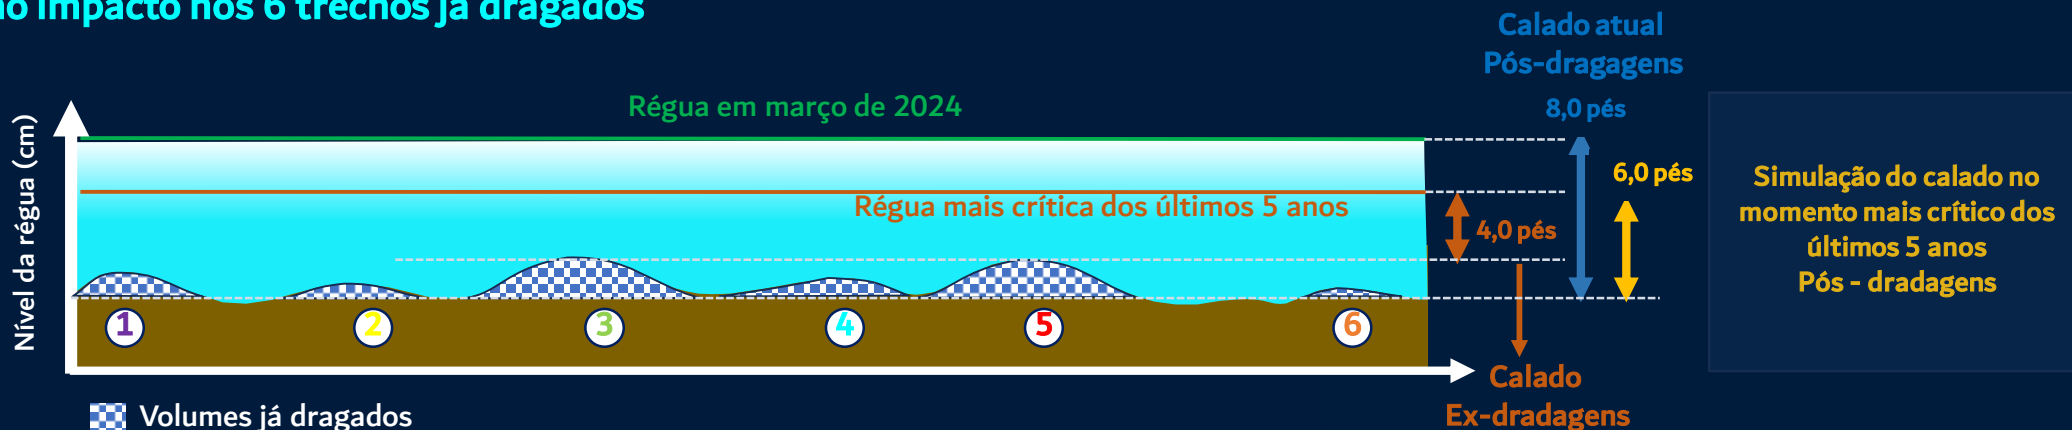 no impacto nos 6 trechos já dragados
Calado atual
Pós-dragagens
8,0 pés
Régua em março de 2024
Nível da régua (cm)
6,0 pés
Régua mais crítica dos últimos 5 anos
4,0 pés
Simulação do calado no
momento mais crítico dos
últimos 5 anos
Pós - dradagens
1
2
3
4
5
6
Calado
Ex-dradagens
Volumes já dragados